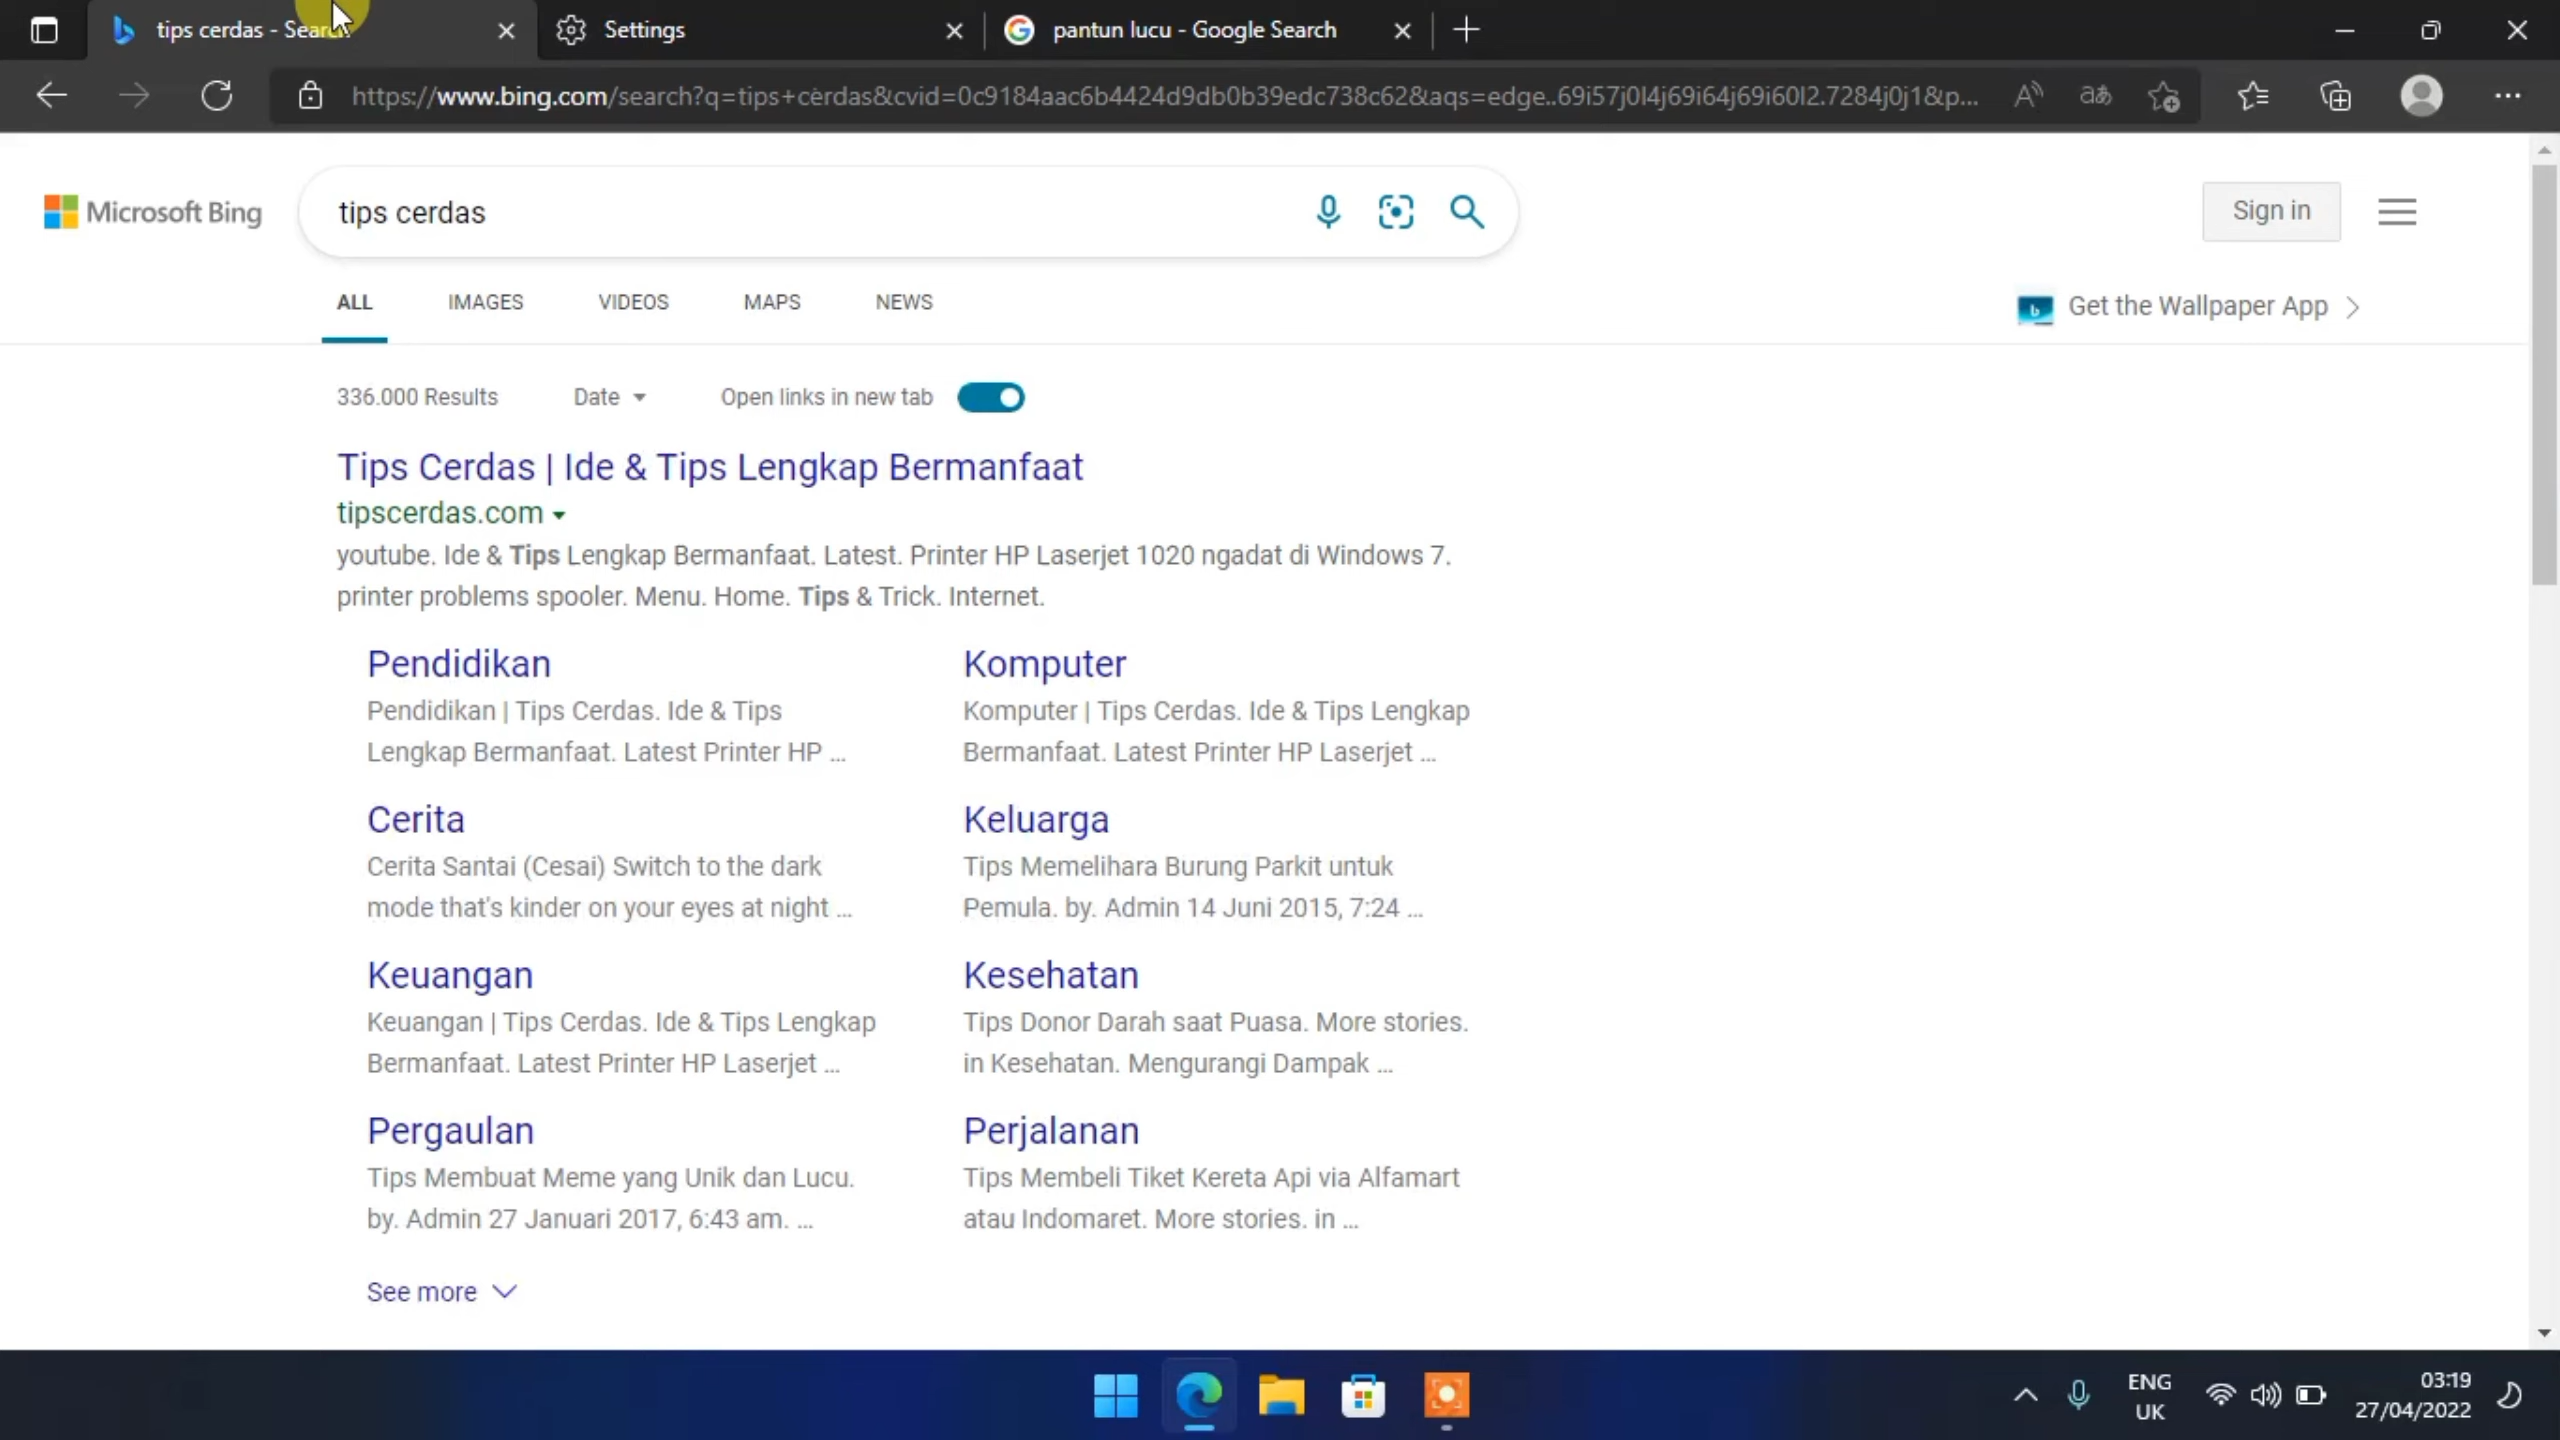 tips cerdas - Sear
Settings
pantun lucu - Google Search
https://www.bing.com/search?q=tips+cerdas&cvid=0c9184aac6b4424d9db0b39edc738c62&aqs=edge..69i57j0l4j69i64j69i60l2.7284j0j1&p...
Microsoft Bing
tips cerdas
Sign in
ALL IMAGES VIDEOS MAPS NEWS
Get the Wallpaper App
336.000 Results Date Open links in new tab
Tips Cerdas | Ide & Tips Lengkap Bermanfaat
tipscerdas.com
youtube. Ide & Tips Lengkap Bermanfaat. Latest. Printer HP Laserjet 1020 ngadat di Windows 7.
printer problems spooler. Menu. Home. Tips & Trick. Internet.
Pendidikan
Pendidikan | Tips Cerdas. Ide & Tips
Lengkap Bermanfaat. Latest Printer HP ...
Komputer
Komputer | Tips Cerdas. Ide & Tips Lengkap
Bermanfaat. Latest Printer HP Laserjet ...
Cerita
Cerita Santai (Cesai) Switch to the dark
mode that's kinder on your eyes at night ...
Keluarga
Tips Memelihara Burung Parkit untuk
Pemula. by. Admin 14 Juni 2015, 7:24 ...
Keuangan
Keuangan | Tips Cerdas. Ide & Tips Lengkap
Bermanfaat. Latest Printer HP Laserjet ...
Kesehatan
Tips Donor Darah saat Puasa. More stories.
in Kesehatan. Mengurangi Dampak ...
Pergaulan
Tips Membuat Meme yang Unik dan Lucu.
by. Admin 27 Januari 2017, 6:43 am. ...
Perjalanan
Tips Membeli Tiket Kereta Api via Alfamart
atau Indomaret. More stories. in ...
See more
ENG
UK
03:19
27/04/2022